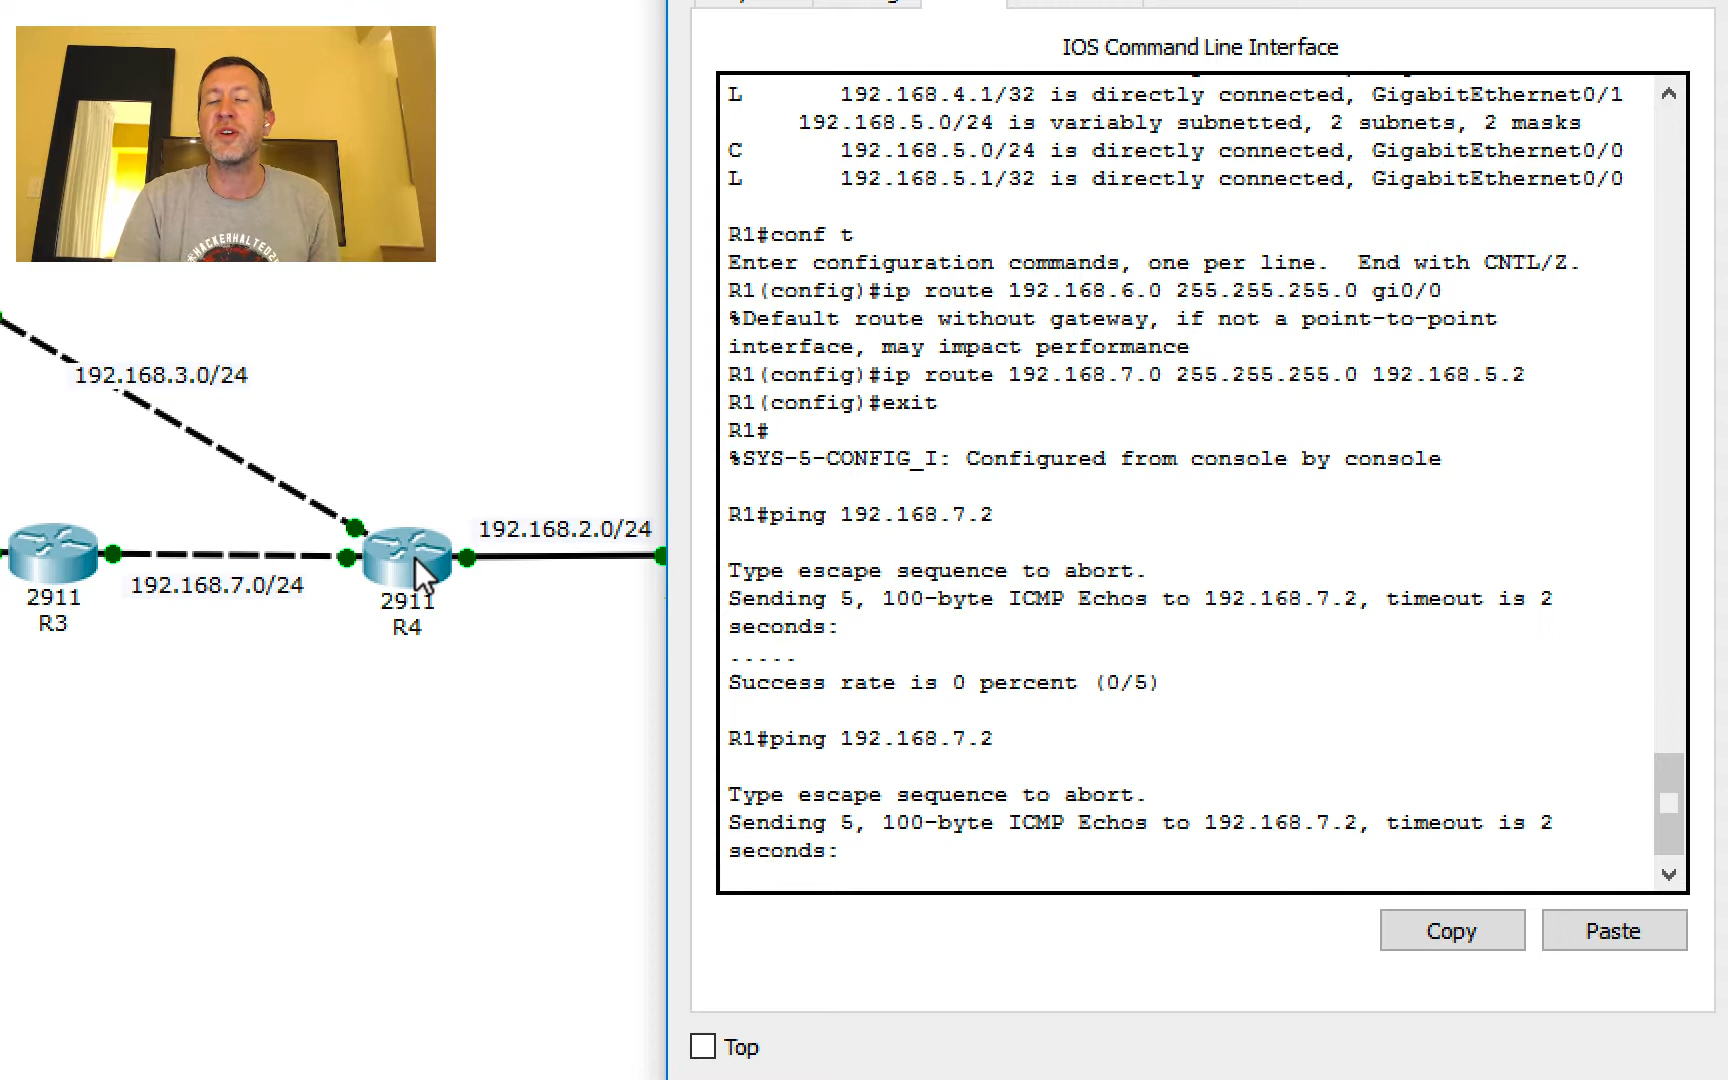 IOS Command Line Interface
L 192.168.4.1/32 is directly connected, GigabitEthernet0/1
192.168.5.0/24 is variably subnetted, 2 subnets, 2 masks
C 192.168.5.0/24 is directly connected, GigabitEthernet0/0
L 192.168.5.1/32 is directly connected, GigabitEthernet0/0
R1#conf t
Enter configuration commands, one per line. End with CNTL/Z.
R1(config)#ip route 192.168.6.0 255.255.255.0 gi0/0
%Default route without gateway, if not a point-to-point
interface, may impact performance
R1(config)#ip route 192.168.7.0 255.255.255.0 192.168.5.2
R1(config)#exit
R1#
%SYS-5-CONFIG_I: Configured from console by console
R1#ping 192.168.7.2
Type escape sequence to abort.
Sending 5, 100-byte ICMP Echos to 192.168.7.2, timeout is 2
seconds:
.....
Success rate is 0 percent (0/5)
R1#ping 192.168.7.2
Type escape sequence to abort.
Sending 5, 100-byte ICMP Echos to 192.168.7.2, timeout is 2
seconds:
Copy
Paste
Top
192.168.3.0/24
192.168.2.0/24
192.168.7.0/24
2911
R3
2911
R4